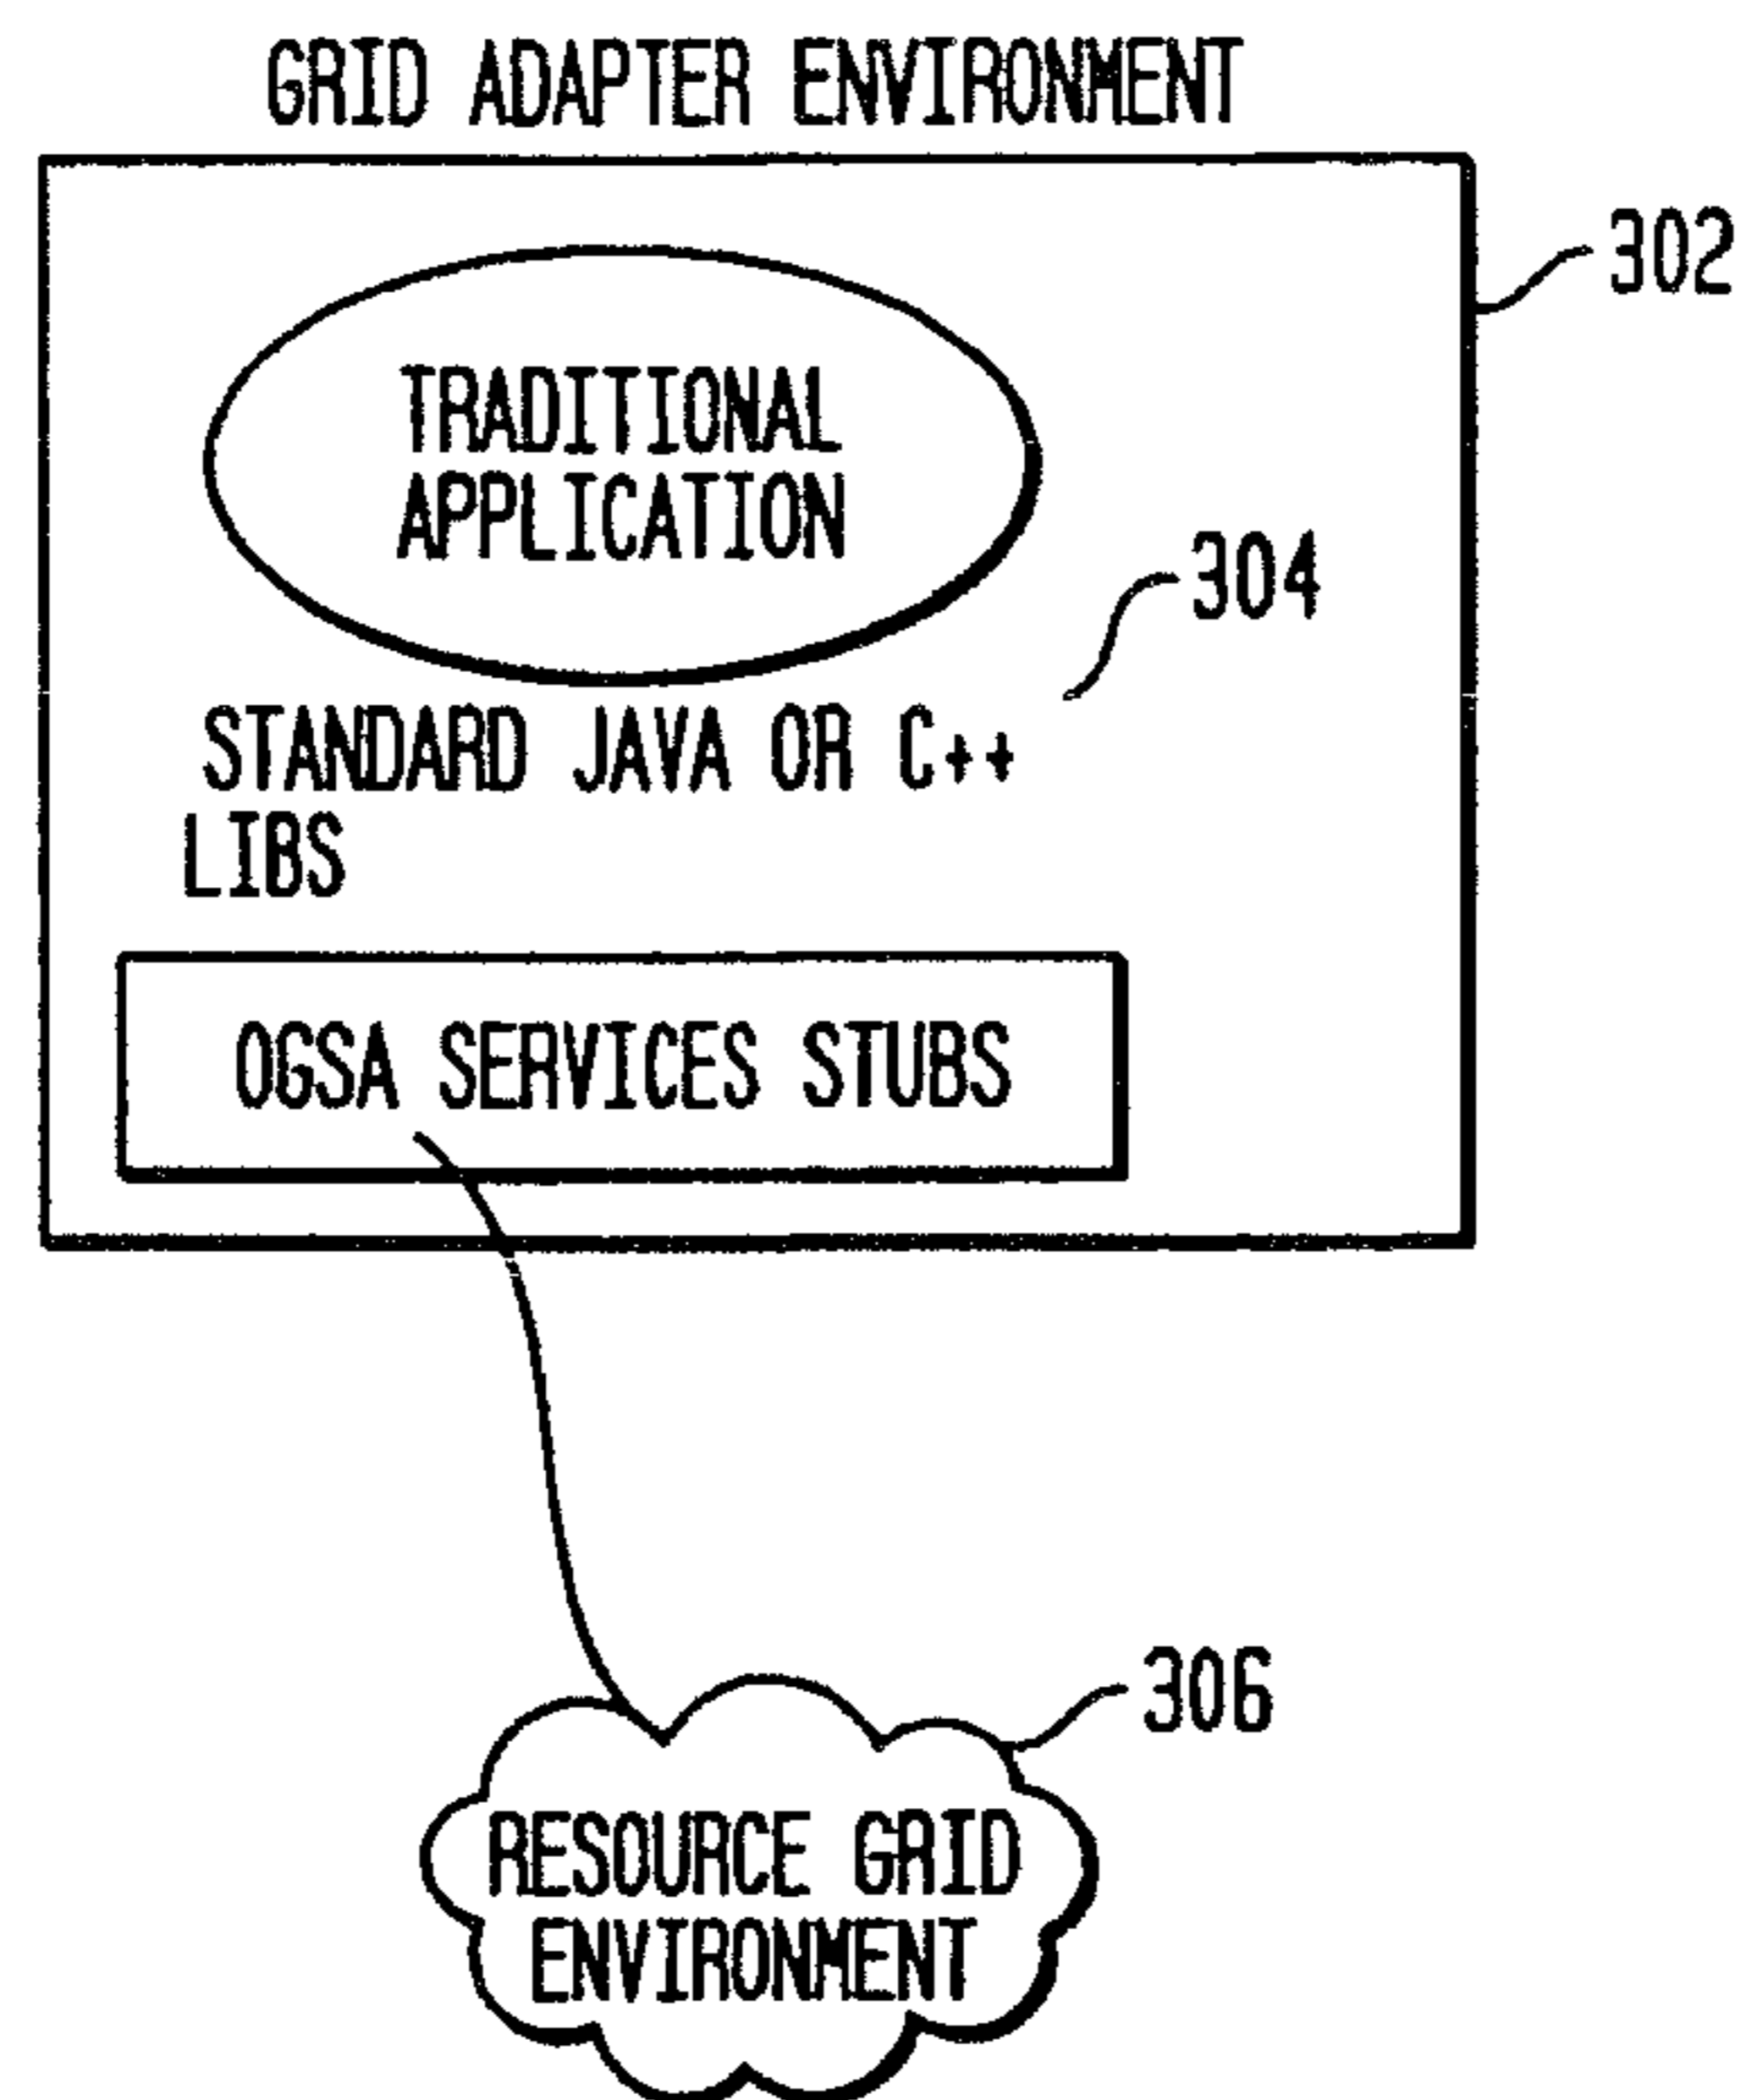 GRID ADAPTER ENVIRONMENT
302
TRADITIONAL
APPLICATION
304
STANDARD JAVA OR C++
LIBS
OGSA SERVICES STUBS
306
RESOURCE GRID
ENVIRONMENT